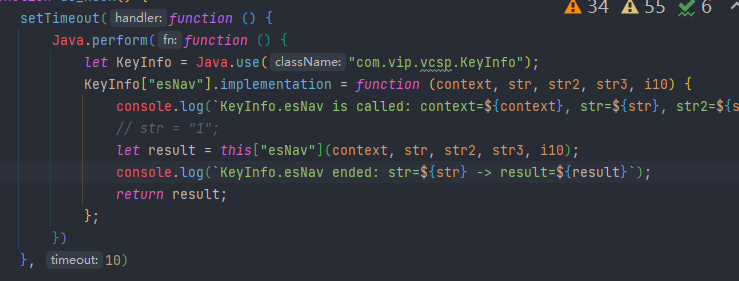 34 55 6
setTimeout( handler: function () {
Java.perform( fn: function () {
let KeyInfo = Java.use( className: "com.vip.vcsp.KeyInfo");
KeyInfo["esNav"].implementation = function (context, str, str2, str3, i10) {
console.log(`KeyInfo.esNav is called: context=${context}, str=${str}, str2=${s
// str = "1";
let result = this["esNav"](context, str, str2, str3, i10);
console.log(`KeyInfo.esNav ended: str=${str} -> result=${result}`);
return result;
};
})
}, timeout: 10)